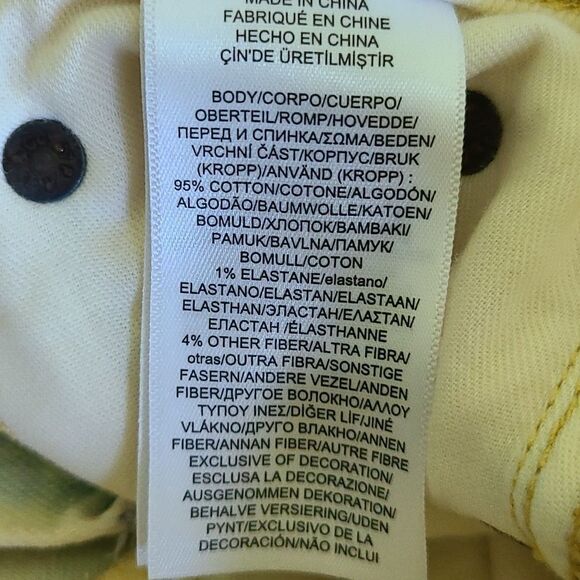 MADE IN CHINA
FABRIQUÉ EN CHINE
HECHO EN CHINA
ÇİN'DE ÜRETİLMİŞTİR
BODY/CORPO/CUERPO/
OBERTEIL/ROMP/HOVEDDE/
ПЕРЕД И СПИНКА/ΣΩΜΑ/BEDEN/
VRCHNÍ ČÁST/КОРПУС/BRUK
(KROPP)/ANVÄND (KROPP) :
95% COTTON/COTONE/ALGODÓN/
ALGODÃO/BAUMWOLLE/KATOEN/
BOMULD/ХЛОПОК/ΒΑΜΒΑΚΙ/
PAMUK/BAVLNA/ПАМУК/
BOMULL/COTON
1% ELASTANE/elastano/
ELASTANO/ELASTAN/ELASTAAN/
ELASTHAN/ЭЛАСТАН/ΕΛΑΣΤΑΝ/
ЕЛАСТАН /ÉLASTHANNE
4% OTHER FIBER/ALTRA FIBRA/
otras/OUTRA FIBRA/SONSTIGE
FASERN/ANDERE VEZEL/ANDEN
FIBER/ДРУГОЕ ВОЛОКНО/ΑΛΛΟΥ
ΤΥΠΟΥ ΙΝΕΣ/DİĞER LİF/JINÉ
VLÁKNO/ДРУГО ВЛАКНО/ANNEN
FIBER/ANNAN FIBER/AUTRE FIBRE
EXCLUSIVE OF DECORATION/
ESCLUSA LA DECORAZIONE/
AUSGENOMMEN DEKORATION/
BEHALVE VERSIERING/UDEN
PYNT/EXCLUSIVO DE LA
DECORACIÓN/NÃO INCLUI